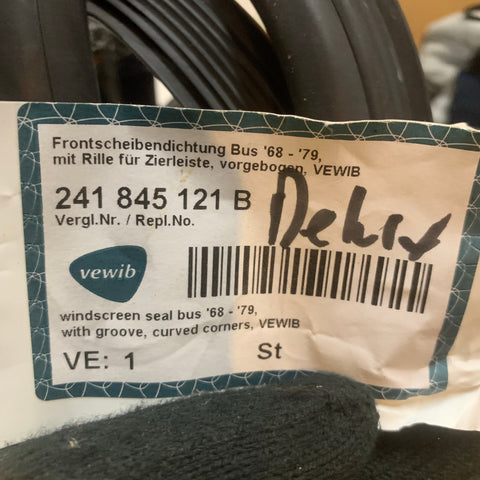 Frontscheibendichtung Bus '68 - '79,
mit Rille für Zierleiste, vorgebogen, VEWIB
241 845 121 B
Vergl.Nr. / Repl.No.
vewib
windscreen seal bus '68 - '79,
with groove, curved corners, VEWIB
VE: 1
St